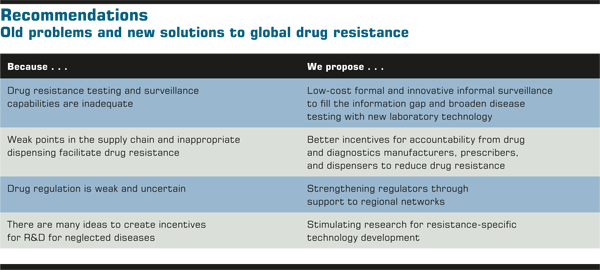 Recommendations
Old problems and new solutions to global drug resistance
Because . . .
We propose . . .
Drug resistance testing and surveillance
capabilities are inadequate
Low-cost formal and innovative informal surveillance
to fill the information gap and broaden disease
testing with new laboratory technology
Weak points in the supply chain and inappropriate
dispensing facilitate drug resistance
Better incentives for accountability from drug
and diagnostics manufacturers, prescribers,
and dispensers to reduce drug resistance
Drug regulation is weak and uncertain
Strengthening regulators through
support to regional networks
There are many ideas to create incentives
for R&D for neglected diseases
Stimulating research for resistance-specific
technology development